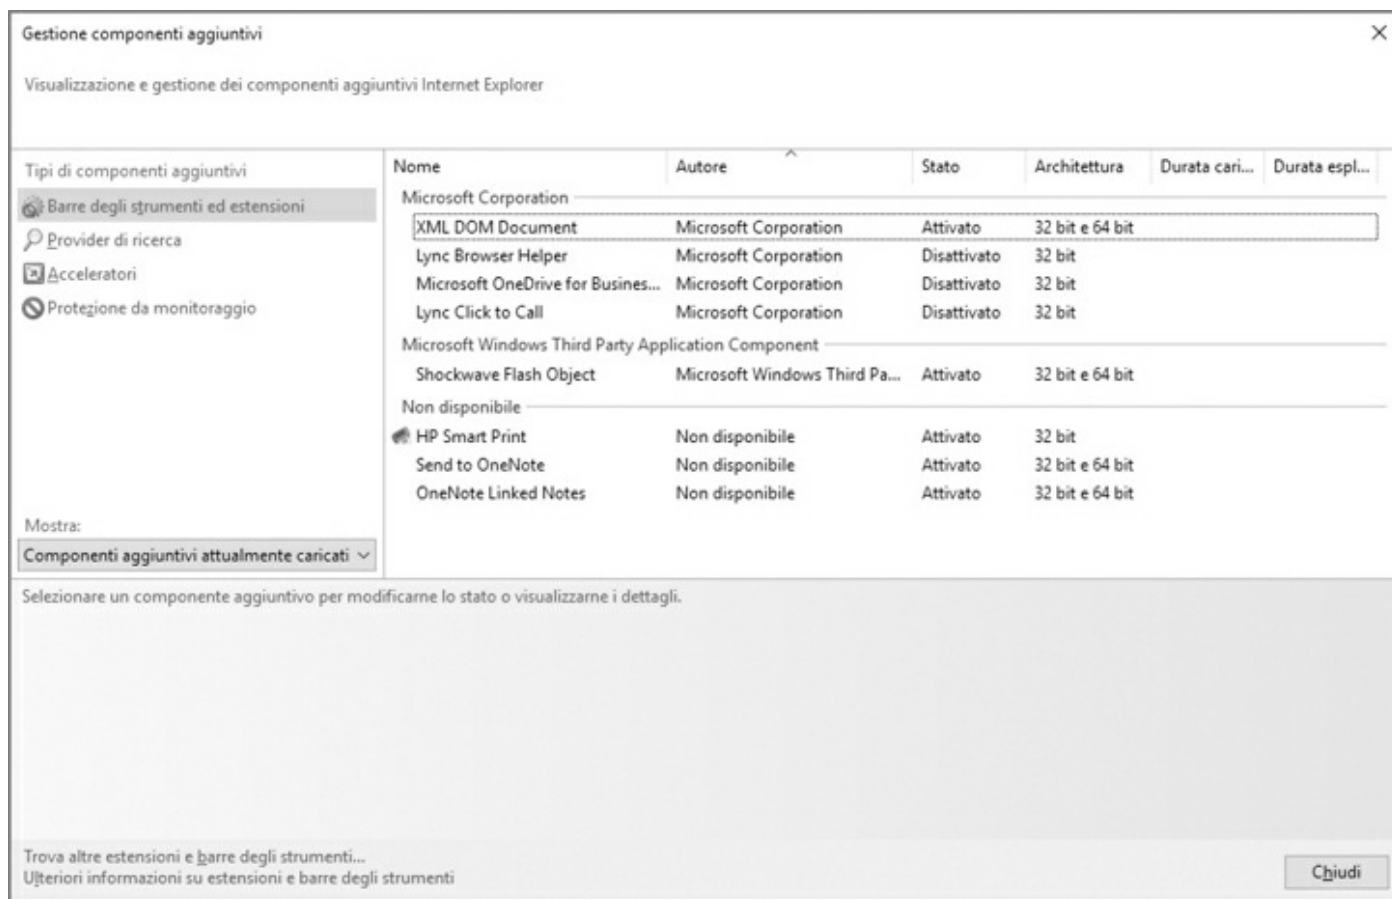 Gestione componenti aggiuntivi
Visualizzazione e gestione dei componenti aggiuntivi Internet Explorer
Tipi di componenti aggiuntivi
Barre degli strumenti ed estensioni
Provider di ricerca
Acceleratori
Protezione da monitoraggio
Mostra:
Componenti aggiuntivi attualmente caricati
Nome Autore Stato Architettura Durata cari... Durata espl...
Microsoft Corporation
XML DOM Document Microsoft Corporation Attivato 32 bit e 64 bit
Lync Browser Helper Microsoft Corporation Disattivato 32 bit
Microsoft OneDrive for Busines... Microsoft Corporation Disattivato 32 bit
Lync Click to Call Microsoft Corporation Disattivato 32 bit
Microsoft Windows Third Party Application Component
Shockwave Flash Object Microsoft Windows Third Pa... Attivato 32 bit e 64 bit
Non disponibile
HP Smart Print Non disponibile Attivato 32 bit
Send to OneNote Non disponibile Attivato 32 bit e 64 bit
OneNote Linked Notes Non disponibile Attivato 32 bit e 64 bit
Selezionare un componente aggiuntivo per modificarne lo stato o visualizzarne i dettagli.
Trova altre estensioni e barre degli strumenti...
Ulteriori informazioni su estensioni e barre degli strumenti
Chiudi